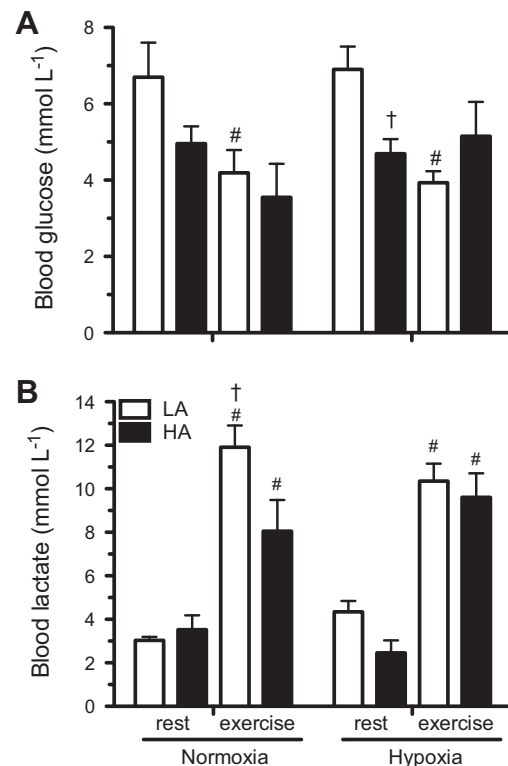 A
Blood glucose (mmol L⁻¹)
8
6
4
2
0
#
†
#
B
Blood lactate (mmol L⁻¹)
14
12
10
8
6
4
2
0
LA
HA
†
#
#
#
#
rest exercise rest exercise
Normoxia Hypoxia